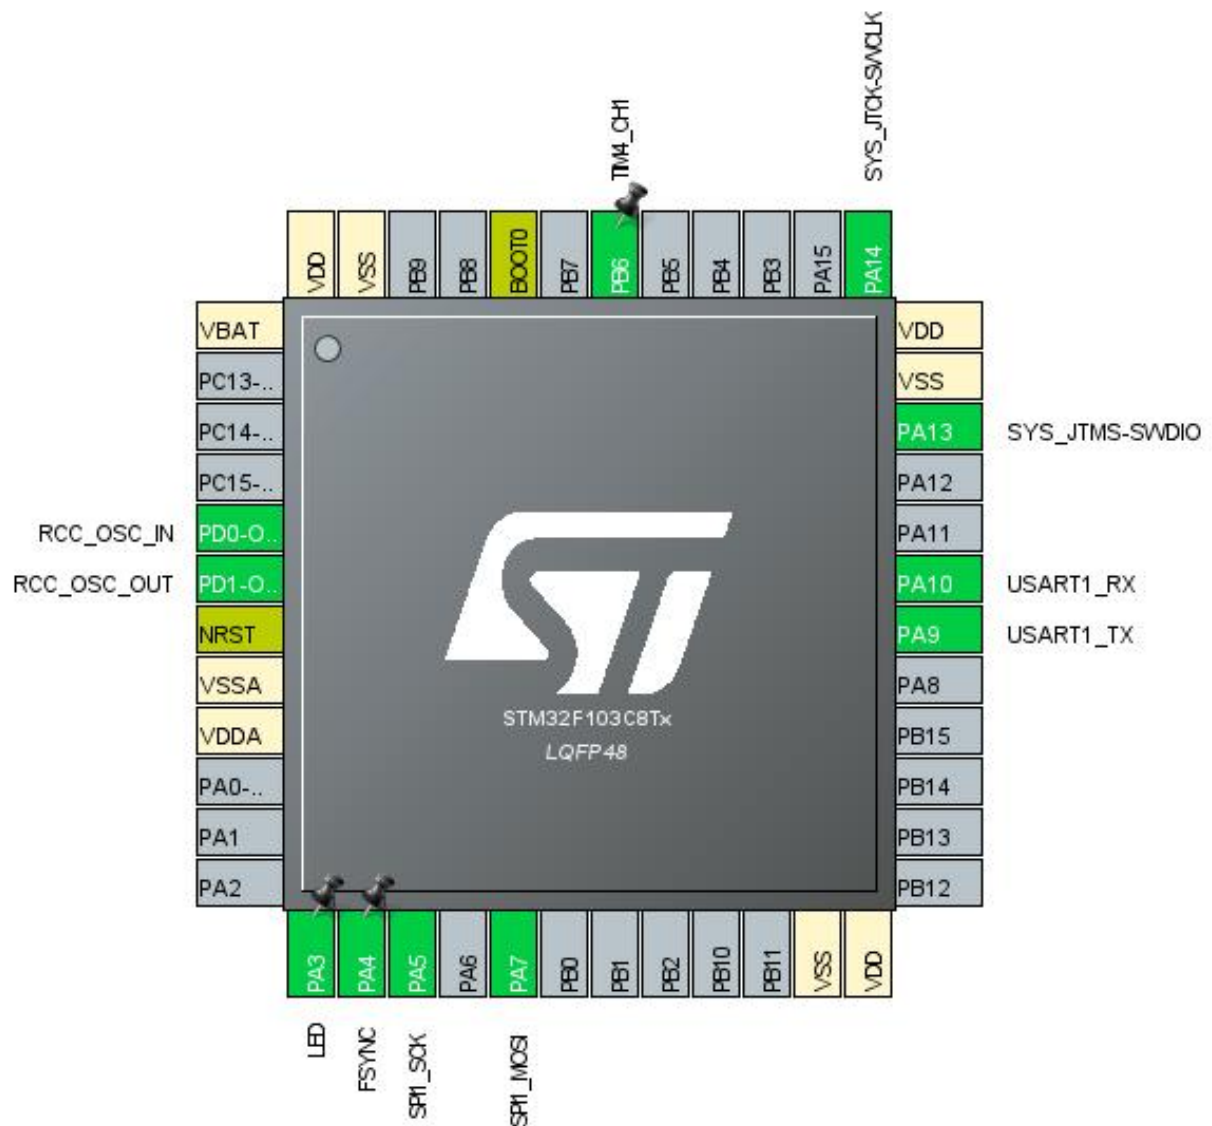 SYS_JTCK-SWCLK
TIM4_CH1
VDD
VSS
PB9
PB8
BOOT0
PB7
PB6
PB5
PB4
PB3
PA15
PA14
VBAT
PC13-..
PC14-..
PC15-..
RCC_OSC_IN PD0-O..
RCC_OSC_OUT PD1-O..
NRST
VSSA
VDDA
PA0-..
PA1
PA2
VDD
VSS
PA13 SYS_JTMS-SWDIO
PA12
PA11
PA10 USART1_RX
PA9 USART1_TX
PA8
PB15
PB14
PB13
PB12
ST
STM32F103C8Tx
LQFP48
PA3
PA4
PA5
PA6
PA7
PB0
PB1
PB2
PB10
PB11
VSS
VDD
LED
FSYNC
SPI1_SCK
SPI1_MOSI